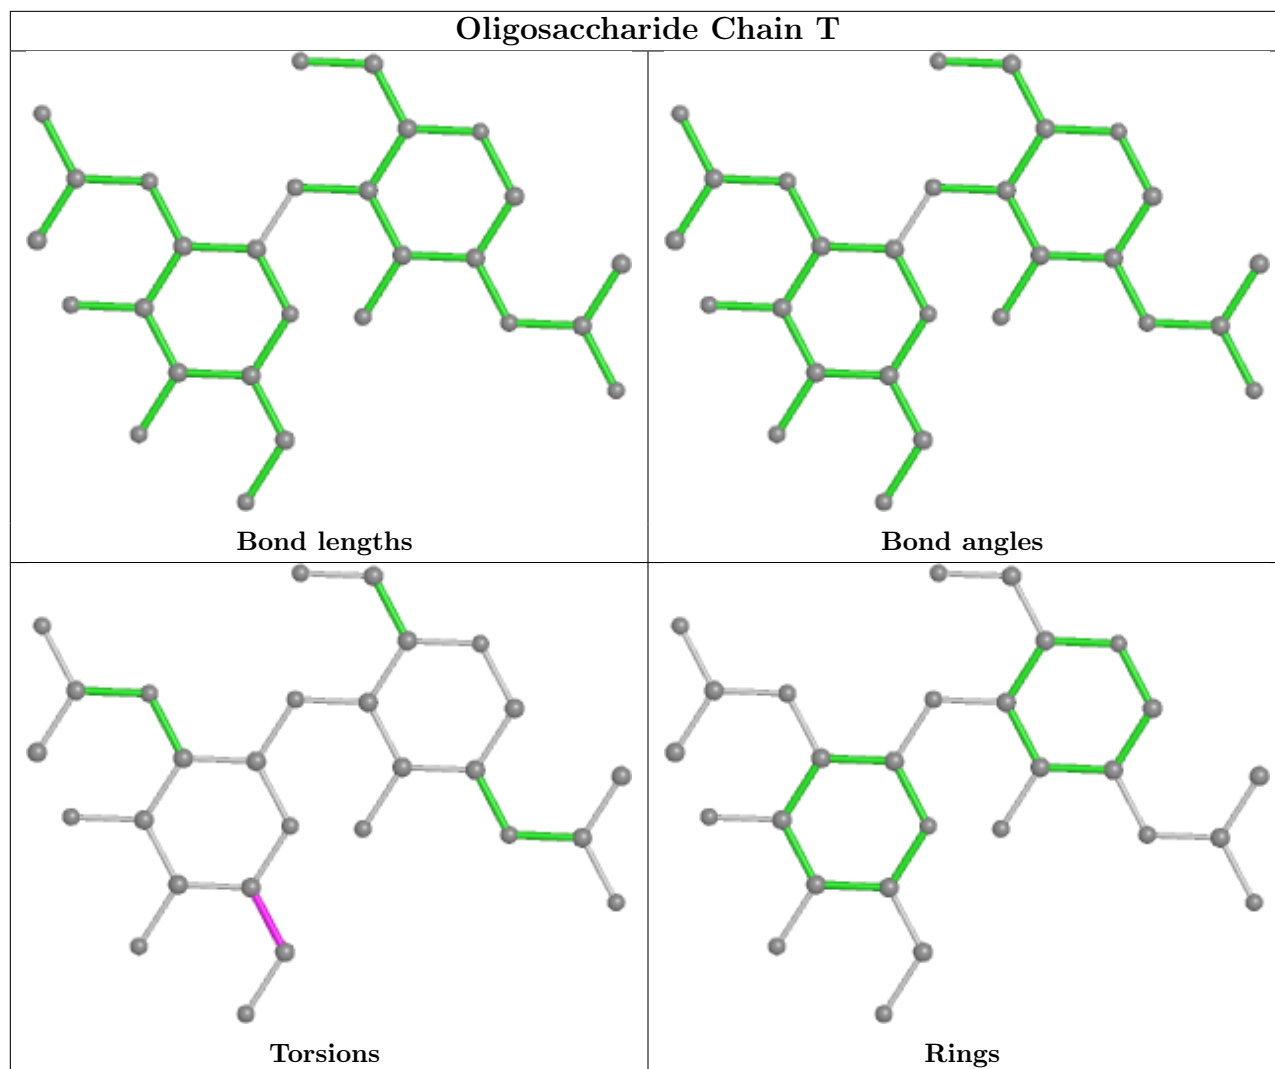 Oligosaccharide Chain T
Bond lengths
Bond angles
Torsions
Rings